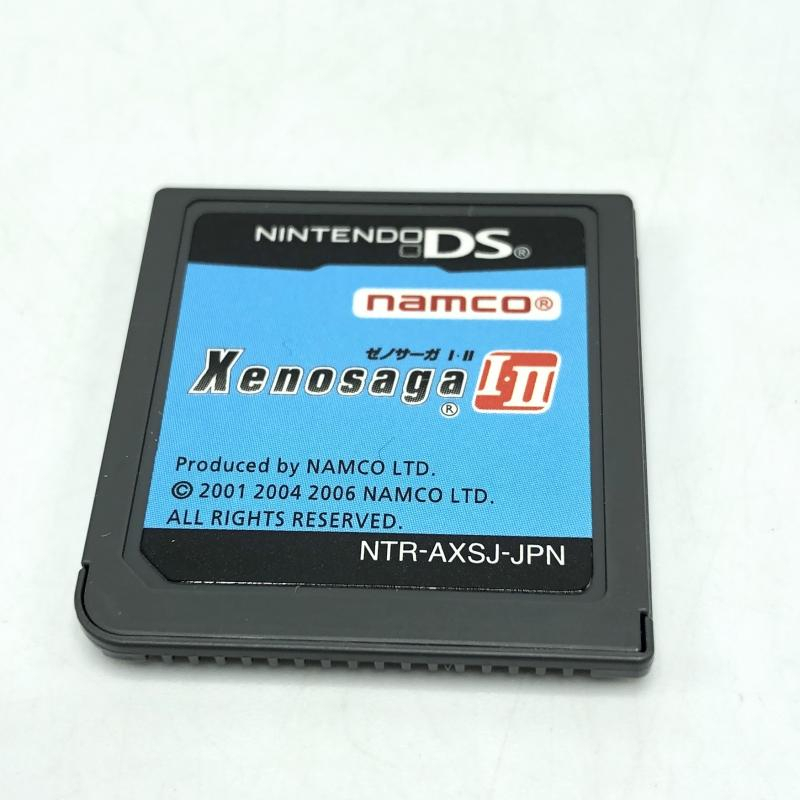 NINTENDO DS®
namco®
ゼノサーガ I・II
Xenosaga® I・II
Produced by NAMCO LTD.
© 2001 2004 2006 NAMCO LTD.
ALL RIGHTS RESERVED.
NTR-AXSJ-JPN